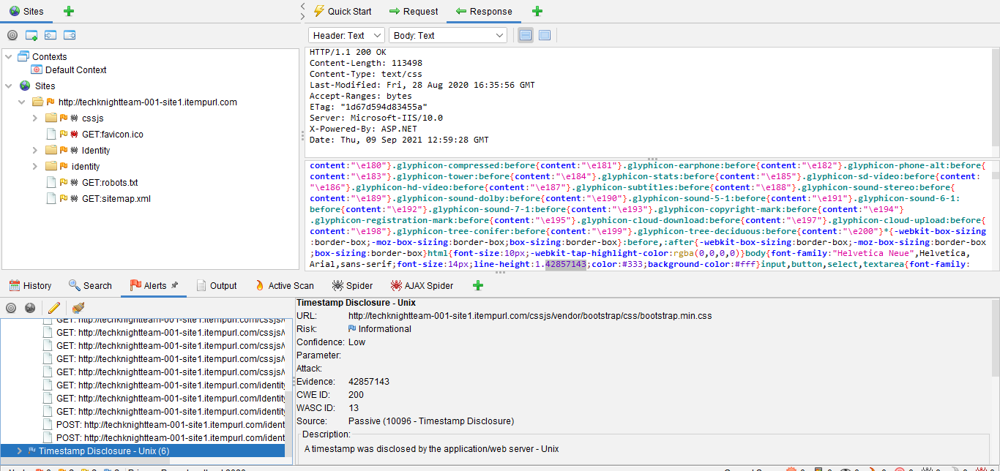 Sites
Quick Start
Request
Response
Header: Text
Body: Text
Contexts
Default Context
Sites
http://techknightteam-001-site1.itempurl.com
cssjs
GET:favicon.ico
Identity
identity
GET:robots.txt
GET:sitemap.xml
HTTP/1.1 200 OK
Content-Length: 113498
Content-Type: text/css
Last-Modified: Fri, 28 Aug 2020 16:35:56 GMT
Accept-Ranges: bytes
ETag: "1d67d594d83455a"
Server: Microsoft-IIS/10.0
X-Powered-By: ASP.NET
Date: Thu, 09 Sep 2021 12:59:28 GMT
content:"\e180"}.glyphicon-compressed:before{content:"\e181"}.glyphicon-earphone:before{content:"\e182"}.glyphicon-phone-alt:before{
content:"\e183"}.glyphicon-tower:before{content:"\e184"}.glyphicon-stats:before{content:"\e185"}.glyphicon-sd-video:before{content:
"\e186"}.glyphicon-hd-video:before{content:"\e187"}.glyphicon-subtitles:before{content:"\e188"}.glyphicon-sound-stereo:before{
content:"\e189"}.glyphicon-sound-dolby:before{content:"\e190"}.glyphicon-sound-5-1:before{content:"\e191"}.glyphicon-sound-6-1:
before{content:"\e192"}.glyphicon-sound-7-1:before{content:"\e193"}.glyphicon-copyright-mark:before{content:"\e194"}
.glyphicon-registration-mark:before{content:"\e195"}.glyphicon-cloud-download:before{content:"\e197"}.glyphicon-cloud-upload:before{
content:"\e198"}.glyphicon-tree-conifer:before{content:"\e199"}.glyphicon-tree-deciduous:before{content:"\e200"}*{-webkit-box-sizing
:border-box;-moz-box-sizing:border-box;box-sizing:border-box}:before,:after{-webkit-box-sizing:border-box;-moz-box-sizing:border-box
;box-sizing:border-box}html{font-size:10px;-webkit-tap-highlight-color:rgba(0,0,0,0)}body{font-family:"Helvetica Neue",Helvetica,
Arial,sans-serif;font-size:14px;line-height:1.42857143;color:#333;background-color:#fff}input,button,select,textarea{font-family:
History
Search
Alerts
Output
Active Scan
Spider
AJAX Spider
GET: http://techknightteam-001-site1.itempurl.com/cssjs/v
GET: http://techknightteam-001-site1.itempurl.com/cssjs/v
GET: http://techknightteam-001-site1.itempurl.com/cssjs/v
GET: http://techknightteam-001-site1.itempurl.com/cssjs/v
GET: http://techknightteam-001-site1.itempurl.com/cssjs/v
GET: http://techknightteam-001-site1.itempurl.com/identity
GET: http://techknightteam-001-site1.itempurl.com/Identity
GET: http://techknightteam-001-site1.itempurl.com/identity
POST: http://techknightteam-001-site1.itempurl.com/ident
POST: http://techknightteam-001-site1.itempurl.com/ident
Timestamp Disclosure - Unix (6)
Timestamp Disclosure - Unix
URL: http://techknightteam-001-site1.itempurl.com/cssjs/vendor/bootstrap/css/bootstrap.min.css
Risk: Informational
Confidence: Low
Parameter:
Attack:
Evidence: 42857143
CWE ID: 200
WASC ID: 13
Source: Passive (10096 - Timestamp Disclosure)
Description:
A timestamp was disclosed by the application/web server - Unix